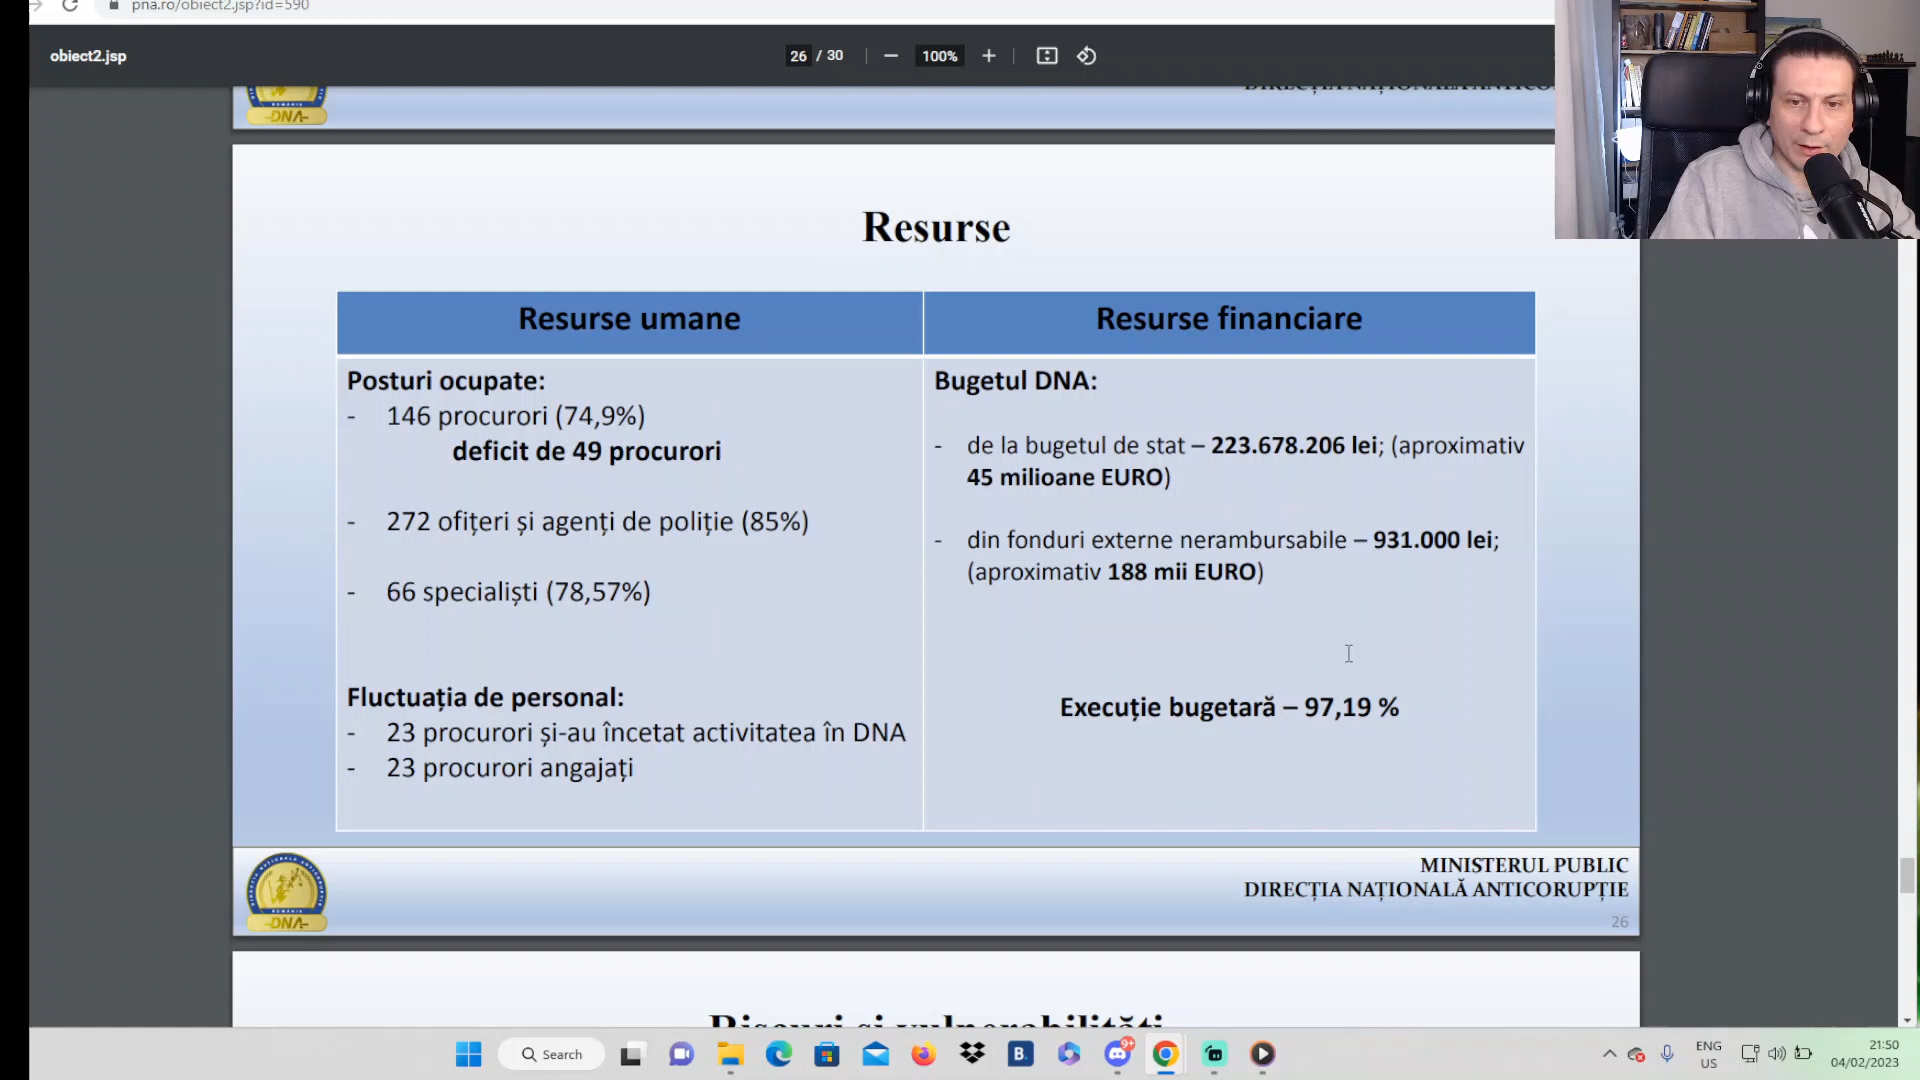 pna.ro/obiect2.jsp?id=590
obiect2.jsp
26 / 30
100%
DNA
Resurse
Resurse umane
Resurse financiare
Posturi ocupate:
- 146 procurori (74,9%)
deficit de 49 procurori
- 272 ofițeri și agenți de poliție (85%)
- 66 specialiști (78,57%)
Fluctuația de personal:
- 23 procurori și-au încetat activitatea în DNA
- 23 procurori angajați
Bugetul DNA:
- de la bugetul de stat – 223.678.206 lei; (aproximativ
45 milioane EURO)
- din fonduri externe nerambursabile – 931.000 lei;
(aproximativ 188 mii EURO)
Execuție bugetară – 97,19 %
DNA
MINISTERUL PUBLIC
DIRECȚIA NAȚIONALĂ ANTICORUPȚIE
26
Riscuri și vulnerabilități
Search
B.
9+
ENG
US
21:50
04/02/2023